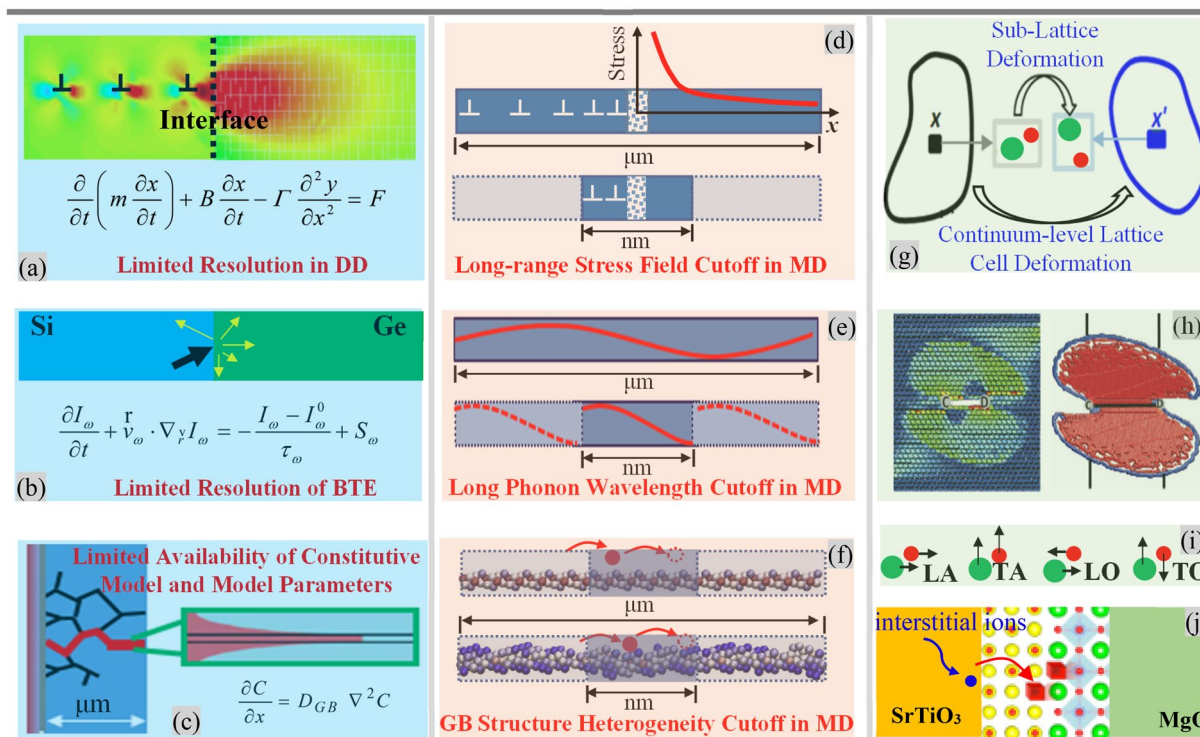 Interface
∂/∂t (m ∂x/∂t) + B ∂x/∂t − Γ ∂²y/∂x² = F
(a)
Limited Resolution in DD
Si
Ge
∂I_ω/∂t + r v_ω · ∇_r^v I_ω = − (I_ω − I_ω^0)/τ_ω + S_ω
(b)
Limited Resolution of BTE
Limited Availability of Constitutive
Model and Model Parameters
μm
(c)
∂C/∂x = D_GB ∇²C
(d)
Stress
x
μm
nm
Long-range Stress Field Cutoff in MD
(e)
μm
nm
Long Phonon Wavelength Cutoff in MD
(f)
μm
nm
GB Structure Heterogeneity Cutoff in MD
Sub-Lattice
Deformation
X
X'
Continuum-level Lattice
Cell Deformation
(g)
(h)
C D
C D
(i)
LA TA LO TO
(j)
interstitial ions
SrTiO₃
MgO